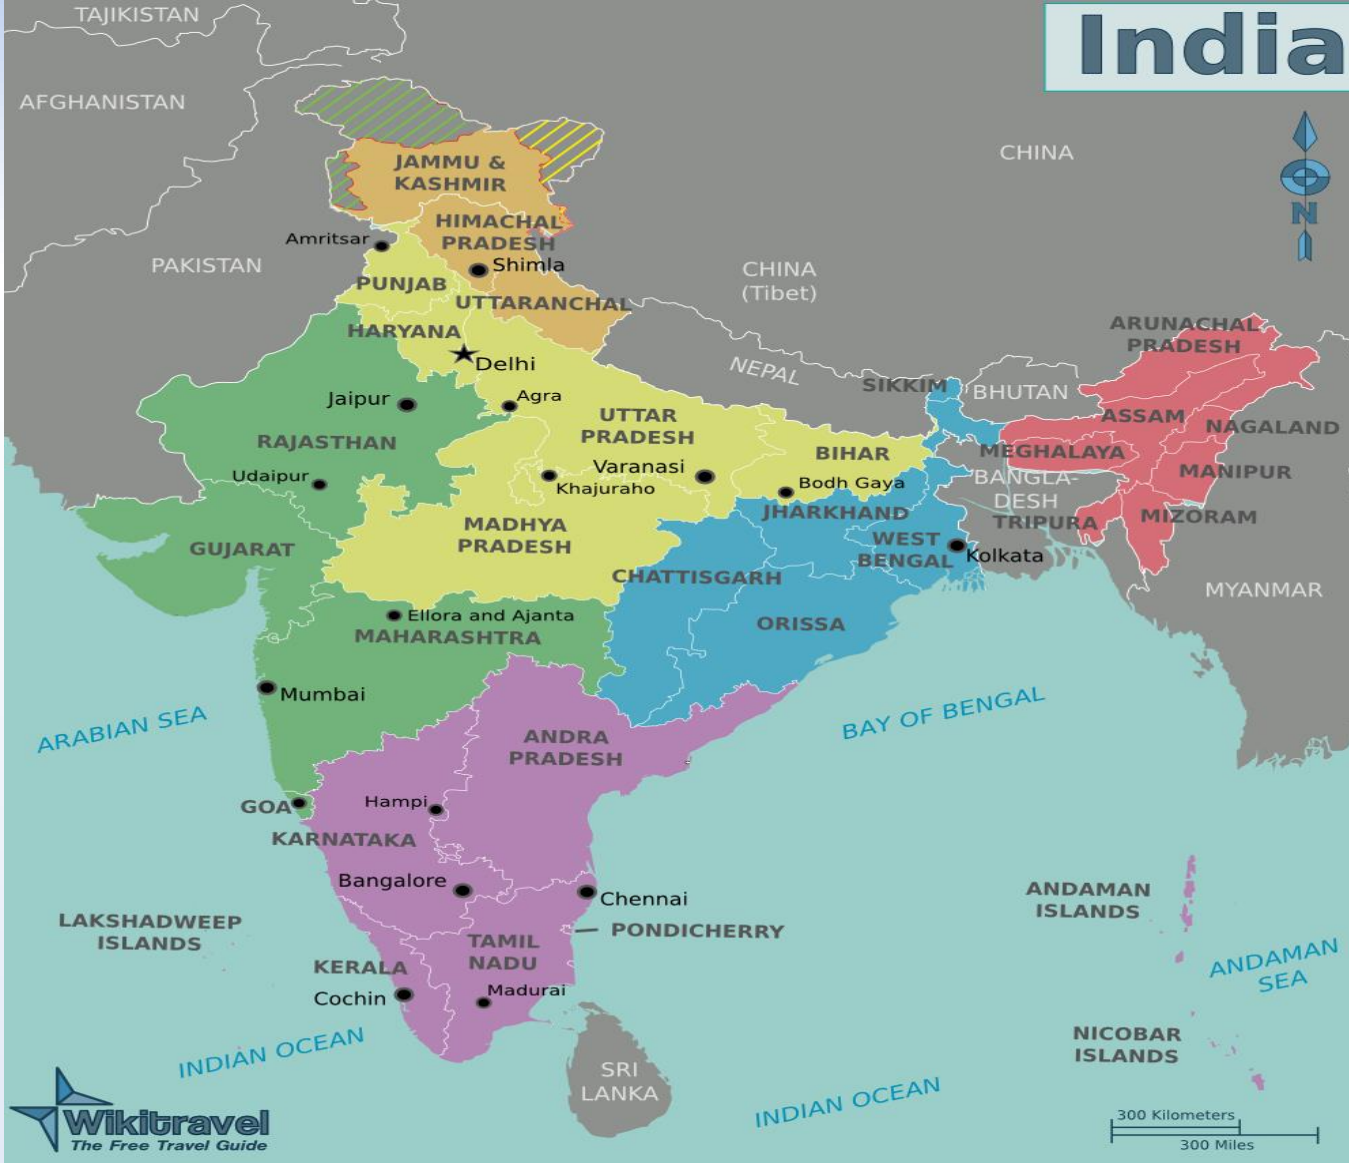 TAJIKISTAN
India
AFGHANISTAN
CHINA
JAMMU &
KASHMIR
N
HIMACHAL
PRADESH
Amritsar
Shimla
PAKISTAN
CHINA
(Tibet)
PUNJAB
UTTARANCHAL
HARYANA
ARUNACHAL
PRADESH
Delhi
NEPAL
SIKKIM
BHUTAN
Jaipur
Agra
UTTAR
PRADESH
ASSAM
NAGALAND
RAJASTHAN
BIHAR
MEGHALAYA
Varanasi
MANIPUR
Udaipur
Khajuraho
Bodh Gaya
BANGLA-
DESH
JHARKHAND
TRIPURA
MIZORAM
MADHYA
PRADESH
GUJARAT
WEST
BENGAL
Kolkata
CHATTISGARH
MYANMAR
Ellora and Ajanta
ORISSA
MAHARASHTRA
Mumbai
ARABIAN SEA
BAY OF BENGAL
ANDRA
PRADESH
GOA
Hampi
KARNATAKA
Bangalore
Chennai
ANDAMAN
ISLANDS
LAKSHADWEEP
ISLANDS
PONDICHERRY
TAMIL
NADU
ANDAMAN
SEA
KERALA
Cochin
Madurai
INDIAN OCEAN
NICOBAR
ISLANDS
SRI
LANKA
INDIAN OCEAN
Wikitravel
The Free Travel Guide
300 Kilometers
300 Miles